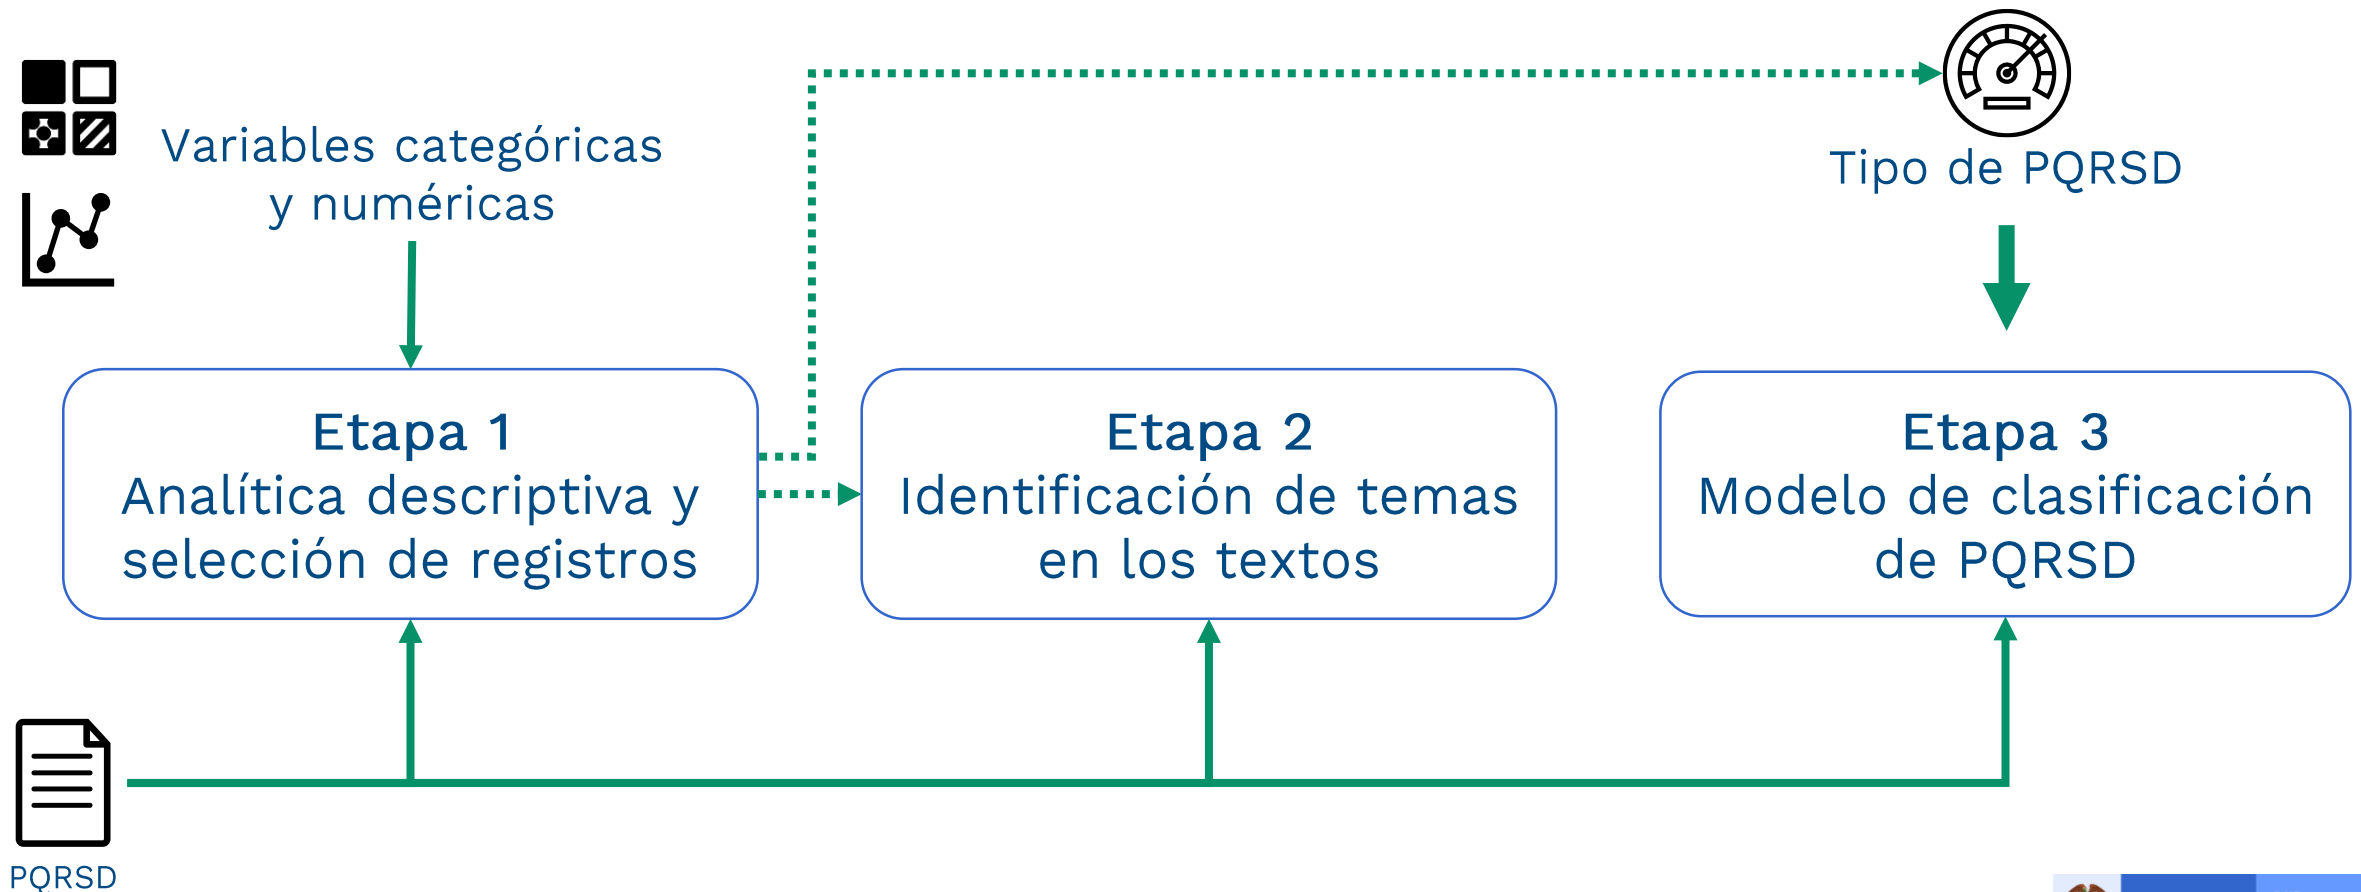 Variables categóricas
y numéricas
Tipo de PQRSD
Etapa 1
Analítica descriptiva y
selección de registros
Etapa 2
Identificación de temas
en los textos
Etapa 3
Modelo de clasificación
de PQRSD
PQRSD